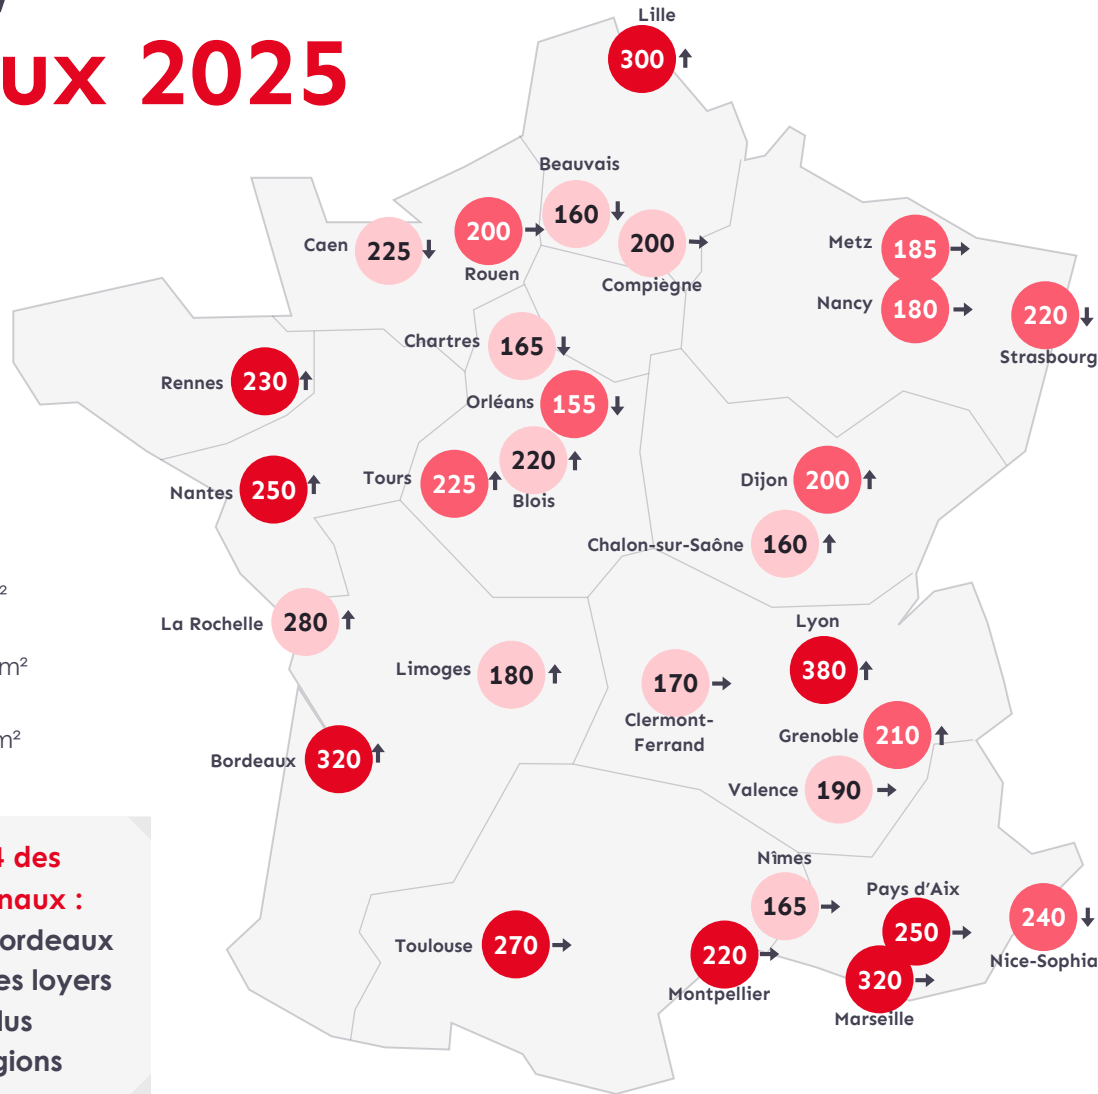 ux 2025
Lille
300
Beauvais
160
Caen
225
200
Rouen
200
Compiègne
Metz
185
Nancy
180
220
Strasbourg
Chartres
165
Rennes
230
Orléans
155
220
Blois
Tours
225
Nantes
250
Dijon
200
Chalon-sur-Saône
160
La Rochelle
280
Lyon
380
Limoges
180
170
Clermont-
Ferrand
Grenoble
210
Bordeaux
320
Valence
190
Nîmes
165
Pays d'Aix
250
240
Nice-Sophia
Toulouse
270
220
Montpellier
320
Marseille
²
m²
m²
4 des
naux :
ordeaux
es loyers
lus
gions